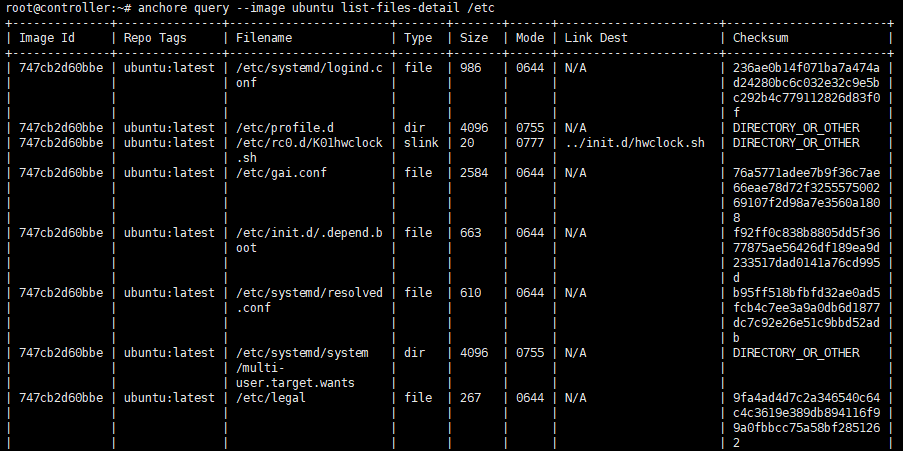 root@controller:~# anchore query --image ubuntu list-files-detail /etc
+--------------+---------------+---------------------+-------+-------+------+---------------------+----------------------+
| Image Id | Repo Tags | Filename | Type | Size | Mode | Link Dest | Checksum |
+--------------+---------------+---------------------+-------+-------+------+---------------------+----------------------+
| 747cb2d60bbe | ubuntu:latest | /etc/systemd/logind.c | file | 986 | 0644 | N/A | 236ae0b14f071ba7a474a |
| | | onf | | | | | d24280bc6c032e32c9e5b |
| | | | | | | | c292b4c779112826d83f0 |
| | | | | | | | f |
| 747cb2d60bbe | ubuntu:latest | /etc/profile.d | dir | 4096 | 0755 | N/A | DIRECTORY_OR_OTHER |
| 747cb2d60bbe | ubuntu:latest | /etc/rc0.d/K01hwclock | slink | 20 | 0777 | ../init.d/hwclock.sh | DIRECTORY_OR_OTHER |
| | | .sh | | | | | |
| 747cb2d60bbe | ubuntu:latest | /etc/gai.conf | file | 2584 | 0644 | N/A | 76a5771adee7b9f36c7ae |
| | | | | | | | 66eae78d72f3255575002 |
| | | | | | | | 69107f2d98a7e3560a180 |
| | | | | | | | 8 |
| 747cb2d60bbe | ubuntu:latest | /etc/init.d/.depend.b | file | 663 | 0644 | N/A | f92ff0c838b8805dd5f36 |
| | | oot | | | | | 77875ae56426df189ea9d |
| | | | | | | | 233517dad0141a76cd995 |
| | | | | | | | d |
| 747cb2d60bbe | ubuntu:latest | /etc/systemd/resolved | file | 610 | 0644 | N/A | b95ff518bfbfd32ae0ad5 |
| | | .conf | | | | | fcb4c7ee3a9a0db6d1877 |
| | | | | | | | dc7c92e26e51c9bbd52ad |
| | | | | | | | b |
| 747cb2d60bbe | ubuntu:latest | /etc/systemd/system | dir | 4096 | 0755 | N/A | DIRECTORY_OR_OTHER |
| | | /multi- | | | | | |
| | | user.target.wants | | | | | |
| 747cb2d60bbe | ubuntu:latest | /etc/legal | file | 267 | 0644 | N/A | 9fa4ad4d7c2a346540c64 |
| | | | | | | | c4c3619e389db894116f9 |
| | | | | | | | 9a0fbbcc75a58bf285126 |
| | | | | | | | 2 |